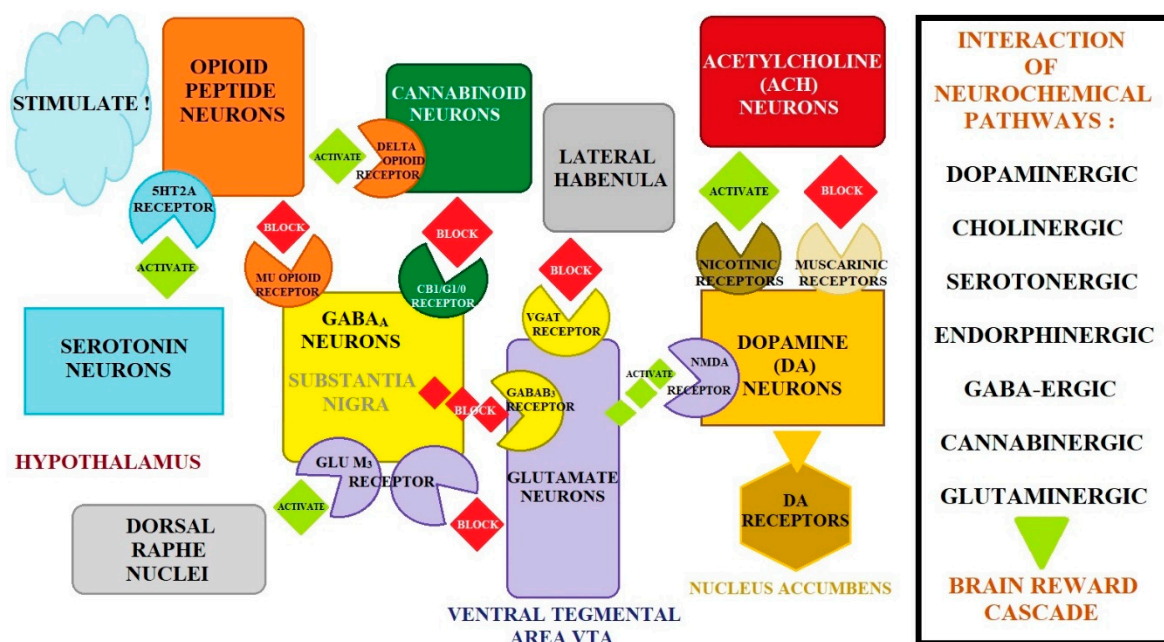 STIMULATE !
OPIOID
PEPTIDE
NEURONS
5HT2A
RECEPTOR
ACTIVATE
SEROTONIN
NEURONS
HYPOTHALAMUS
DORSAL
RAPHE
NUCLEI
ACTIVATE
DELTA
OPIOID
RECEPTOR
CANNABINOID
NEURONS
BLOCK
MU OPIOID
RECEPTOR
BLOCK
CB1/G1/0
RECEPTOR
GABAA
NEURONS
SUBSTANTIA
NIGRA
BLOCK
GABAB3
RECEPTOR
GLU M3
RECEPTOR
ACTIVATE
BLOCK
LATERAL
HABENULA
BLOCK
VGAT
RECEPTOR
GLUTAMATE
NEURONS
VENTRAL TEGMENTAL
AREA VTA
ACETYLCHOLINE
(ACH)
NEURONS
ACTIVATE
BLOCK
NICOTINIC
RECEPTORS
MUSCARINIC
RECEPTORS
ACTIVATE
NMDA
RECEPTOR
DOPAMINE
(DA)
NEURONS
DA
RECEPTORS
NUCLEUS ACCUMBENS
INTERACTION
OF
NEUROCHEMICAL
PATHWAYS :
DOPAMINERGIC
CHOLINERGIC
SEROTONERGIC
ENDORPHINERGIC
GABA-ERGIC
CANNABINERGIC
GLUTAMINERGIC
BRAIN REWARD
CASCADE